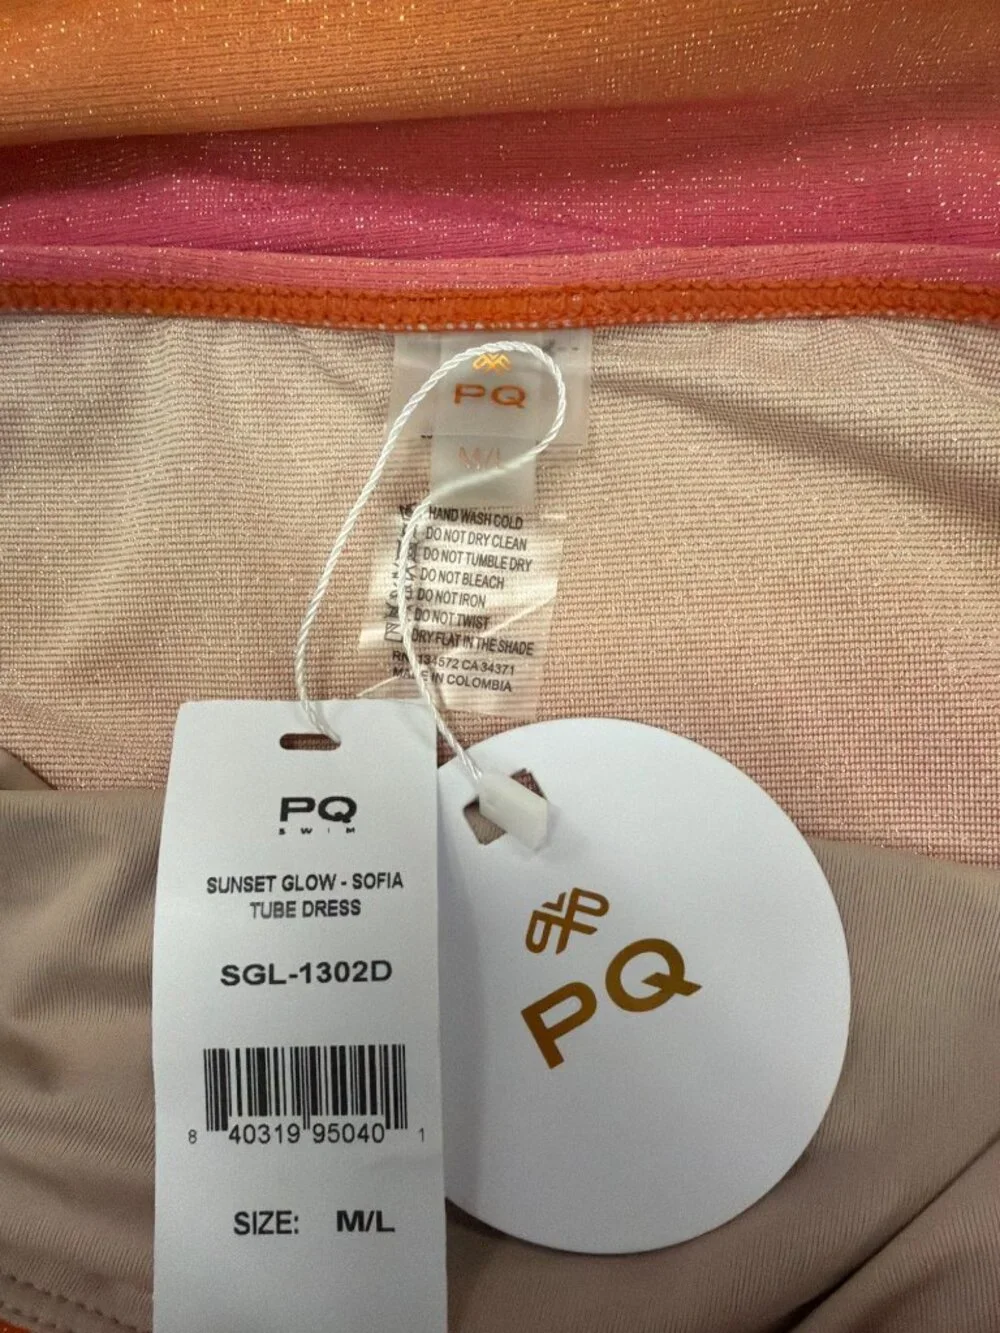 PQ
M/L
HAND WASH COLD
DO NOT DRY CLEAN
DO NOT TUMBLE DRY
DO NOT BLEACH
DO NOT IRON
DO NOT TWIST
DRY FLAT IN THE SHADE
RN 134572 CA 34371
MADE IN COLOMBIA
PQ
SWIM
SUNSET GLOW - SOFIA
TUBE DRESS
SGL-1302D
8 40319 95040 1
SIZE: M/L
PQ